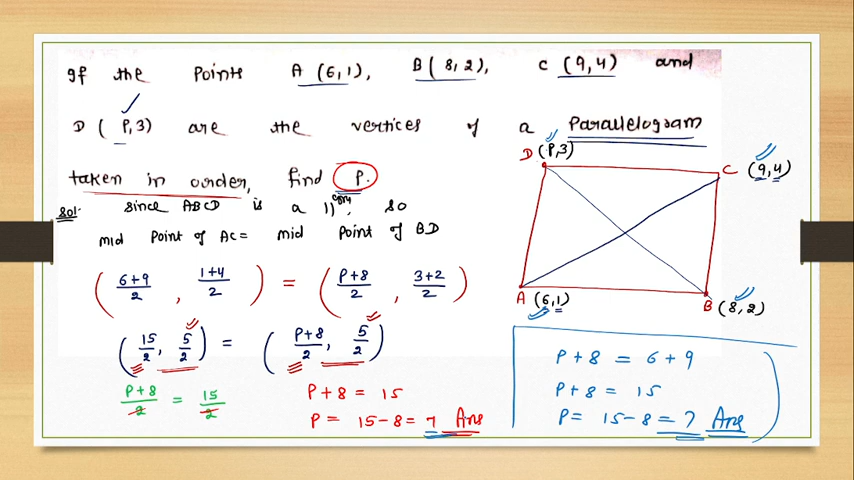 If the Points A (6,1), B( 8,2), C (9,4) and
D ( P,3) are the vertices of a Parallelogram
taken in order, find P.
Sol: since ABCD is a ||gm, so
mid Point of AC = mid Point of BD
( 6+9/2 , 1+4/2 ) = ( P+8/2 , 3+2/2 )
( 15/2 , 5/2 ) = ( P+8/2 , 5/2 )
P+8/2 = 15/2
P+8 = 15
P = 15-8 = 7 Ans
D (P,3)
C (9,4)
A (6,1)
B (8,2)
P+8 = 6+9
P+8 = 15
P = 15-8 = 7 Ans